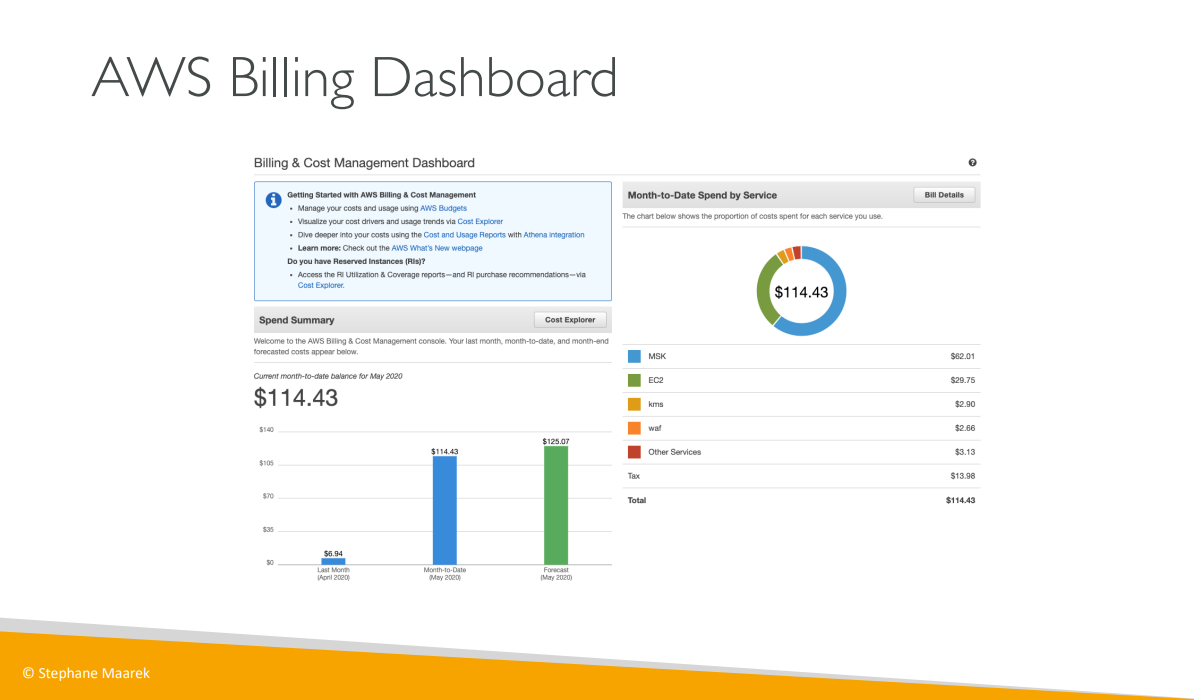 AWS Billing Dashboard
Billing & Cost Management Dashboard
Getting Started with AWS Billing & Cost Management
• Manage your costs and usage using AWS Budgets
• Visualize your cost drivers and usage trends via Cost Explorer
• Dive deeper into your costs using the Cost and Usage Reports with Athena integration
• Learn more: Check out the AWS What's New webpage
Do you have Reserved Instances (RIs)?
• Access the RI Utilization & Coverage reports—and RI purchase recommendations—via
Cost Explorer.
Spend Summary
Cost Explorer
Welcome to the AWS Billing & Cost Management console. Your last month, month-to-date, and month-end
forecasted costs appear below.
Current month-to-date balance for May 2020
$114.43
$140
$105
$70
$35
$0
$6.94
$114.43
$125.07
Last Month
(April 2020)
Month-to-Date
(May 2020)
Forecast
(May 2020)
Month-to-Date Spend by Service
Bill Details
The chart below shows the proportion of costs spent for each service you use.
$114.43
MSK $62.01
EC2 $29.75
kms $2.90
waf $2.66
Other Services $3.13
Tax $13.98
Total $114.43
© Stephane Maarek